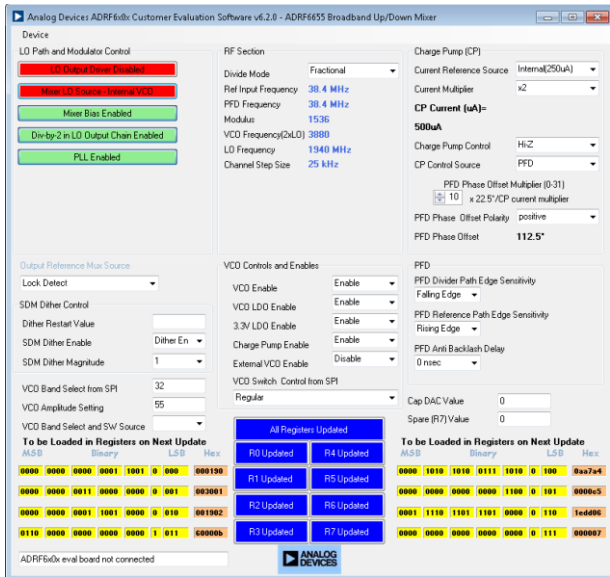 Analog Devices ADRF6x0x Customer Evaluation Software v6.2.0 - ADRF6655 Broadband Up/Down Mixer
Device
LO Path and Modulator Control
LO Output Driver Disabled
Mixer LO Source - Internal VCO
Mixer Bias Enabled
Div-by-2 in LO Output Chain Enabled
PLL Enabled
RF Section
Divide Mode Fractional
Ref Input Frequency 38.4 MHz
PFD Frequency 38.4 MHz
Modulus 1536
VCO Frequency(2xLO) 3880
LO Frequency 1940 MHz
Channel Step Size 25 kHz
Charge Pump (CP)
Current Reference Source Internal(250uA)
Current Multiplier x2
CP Current (uA)=
500uA
Charge Pump Control Hi-Z
CP Control Source PFD
PFD Phase Offset Multiplier (0-31)
10 x 22.5°/CP current multiplier
PFD Phase Offset Polarity positive
PFD Phase Offset 112.5°
Output Reference Mux Source
Lock Detect
SDM Dither Control
Dither Restart Value
SDM Dither Enable Dither En
SDM Dither Magnitude 1
VCO Band Select from SPI 32
VCO Amplitude Setting 55
VCO Band Select and SW Source
VCO Controls and Enables
VCO Enable Enable
VCO LDO Enable Enable
3.3V LDO Enable Enable
Charge Pump Enable Enable
External VCO Enable Disable
VCO Switch Control from SPI
Regular
PFD
PFD Divider Path Edge Sensitivity
Falling Edge
PFD Reference Path Edge Sensitivity
Rising Edge
PFD Anti Backlash Delay
0 nsec
Cap DAC Value 0
Spare (R7) Value 0
To be Loaded in Registers on Next Update
MSB Binary LSB Hex
0000 0000 0000 0001 1001 0 000 000190
0000 0000 0011 0000 0000 0 001 003001
0000 0000 0001 1001 0000 0 010 001902
0110 0000 0000 0000 0000 1 011 60000b
All Registers Updated
R0 Updated R4 Updated
R1 Updated R5 Updated
R2 Updated R6 Updated
R3 Updated R7 Updated
To be Loaded in Registers on Next Update
MSB Binary LSB Hex
0000 1010 1010 0111 1010 0 100 0aa7a4
0000 0000 0000 0000 1100 0 101 0000c5
0001 1110 1101 1101 0000 0 110 1edd06
0000 0000 0000 0000 0000 0 111 000007
ADRF6x0x eval board not connected
ANALOG
DEVICES